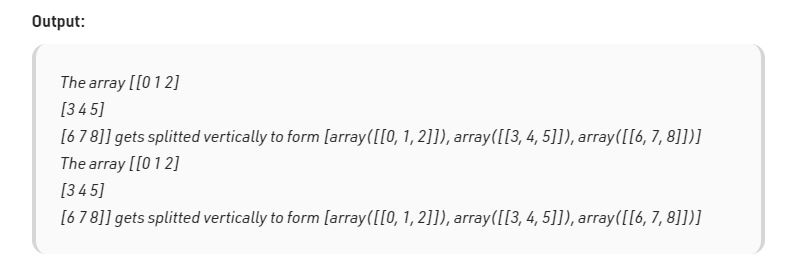 Output:
The array [[0 1 2]
[3 4 5]
[6 7 8]] gets splitted vertically to form [array([[0, 1, 2]]), array([[3, 4, 5]]), array([[6, 7, 8]])]
The array [[0 1 2]
[3 4 5]
[6 7 8]] gets splitted vertically to form [array([[0, 1, 2]]), array([[3, 4, 5]]), array([[6, 7, 8]])]